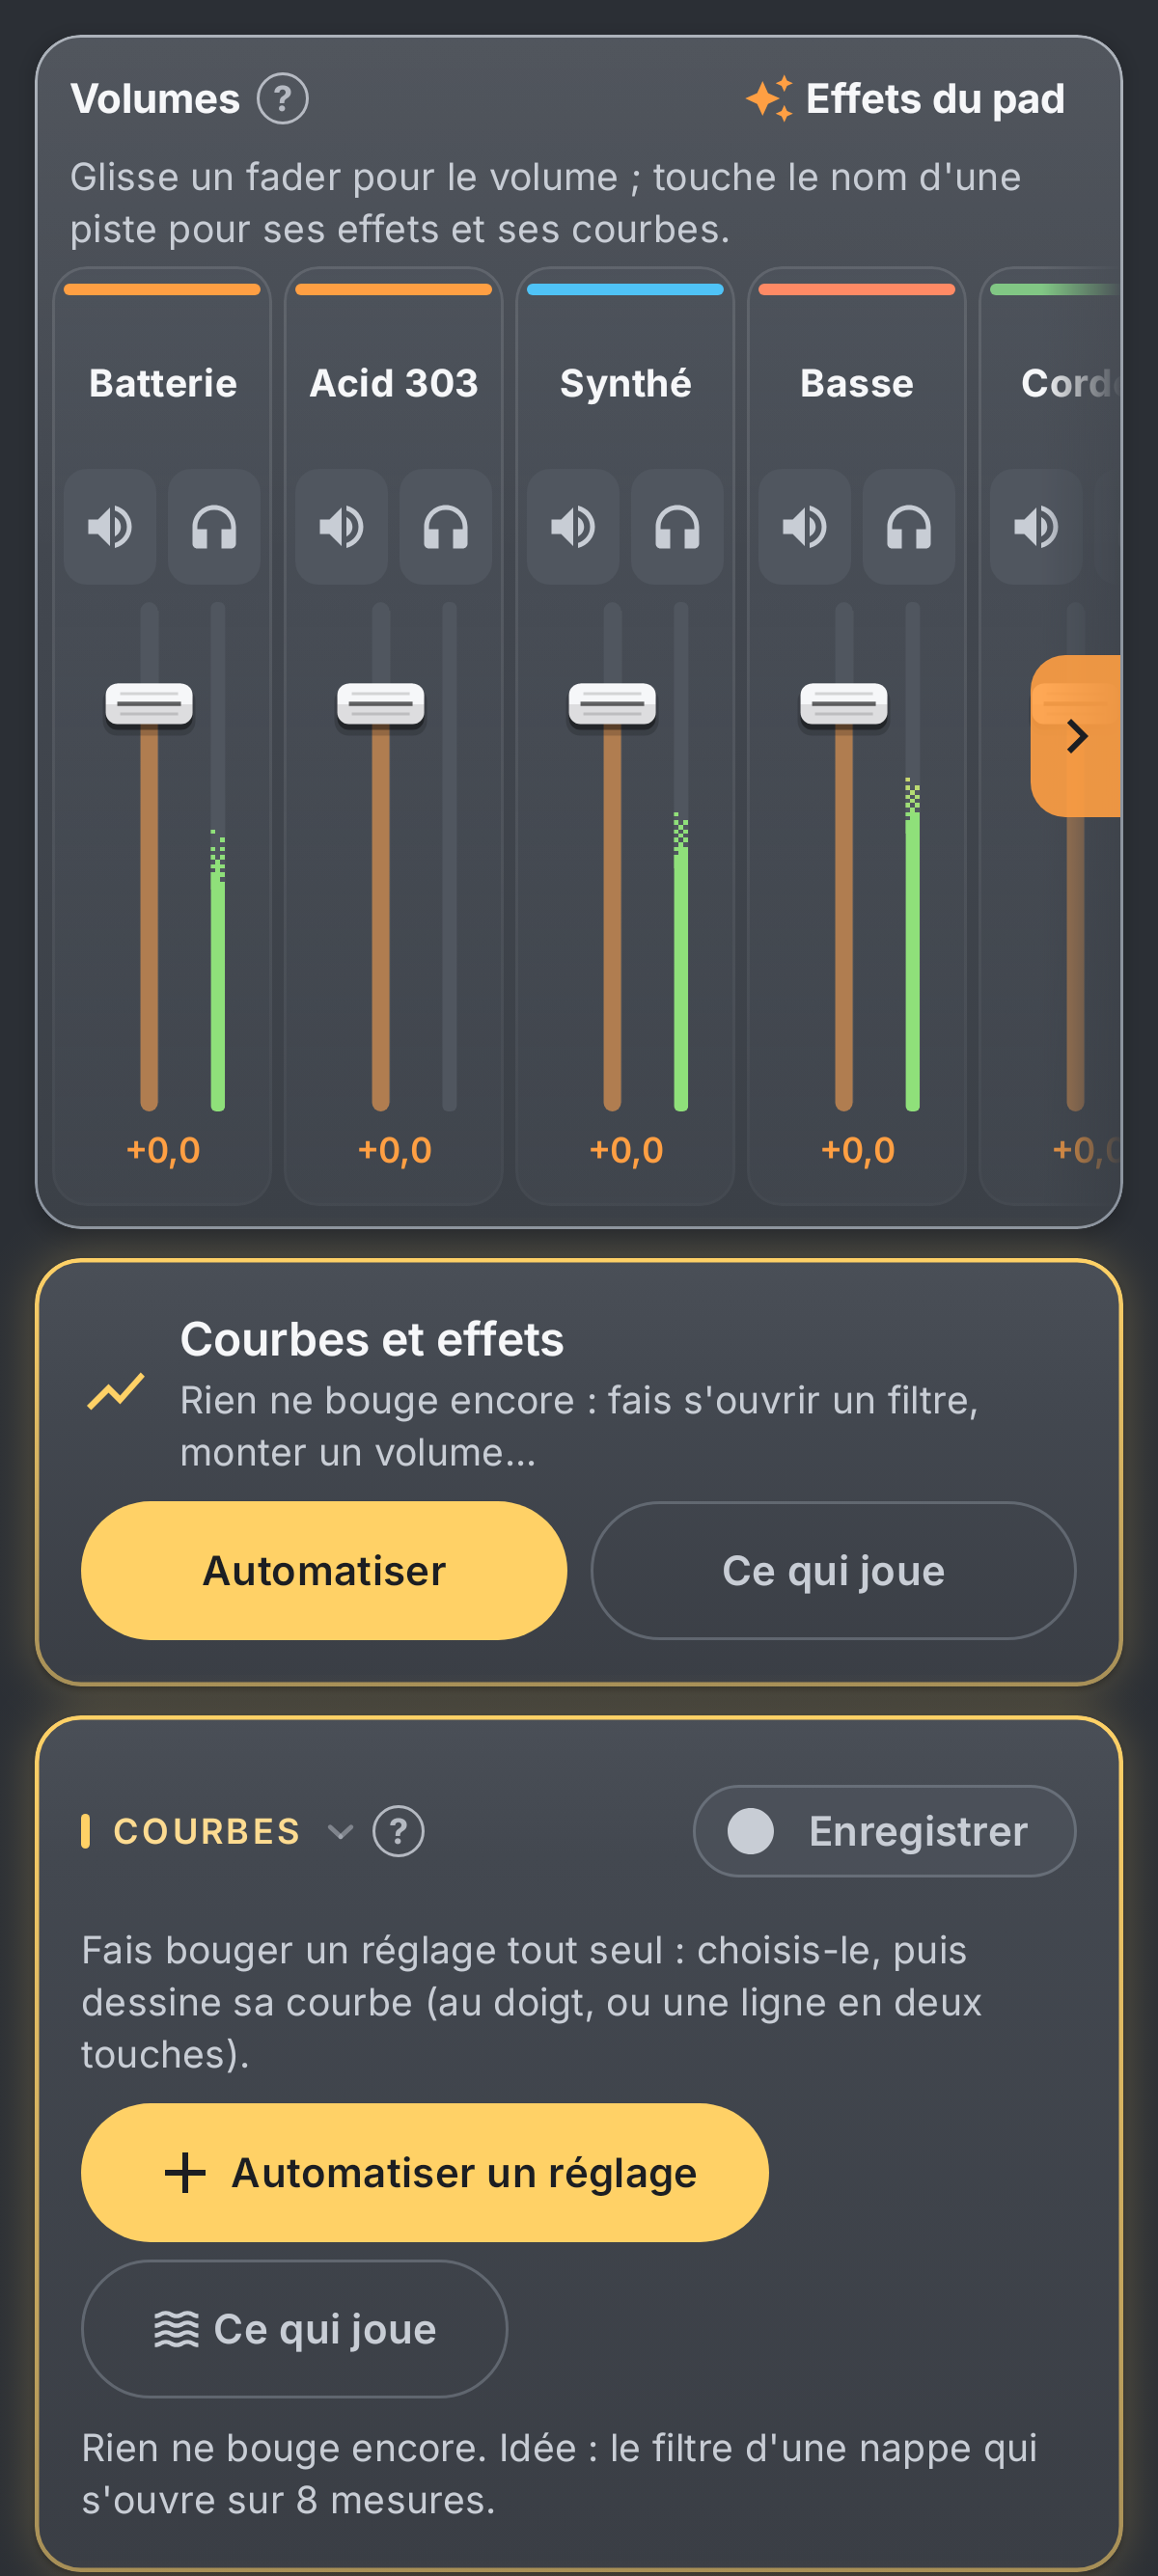 Volumes ? Effets du pad
Glisse un fader pour le volume ; touche le nom d'une
piste pour ses effets et ses courbes.
Batterie Acid 303 Synthé Basse
+0,0 +0,0 +0,0 +0,0
Courbes et effets
Rien ne bouge encore : fais s'ouvrir un filtre,
monter un volume...
Automatiser Ce qui joue
COURBES ? Enregistrer
Fais bouger un réglage tout seul : choisis-le, puis
dessine sa courbe (au doigt, ou une ligne en deux
touches).
+ Automatiser un réglage
Ce qui joue
Rien ne bouge encore. Idée : le filtre d'une nappe qui
s'ouvre sur 8 mesures.